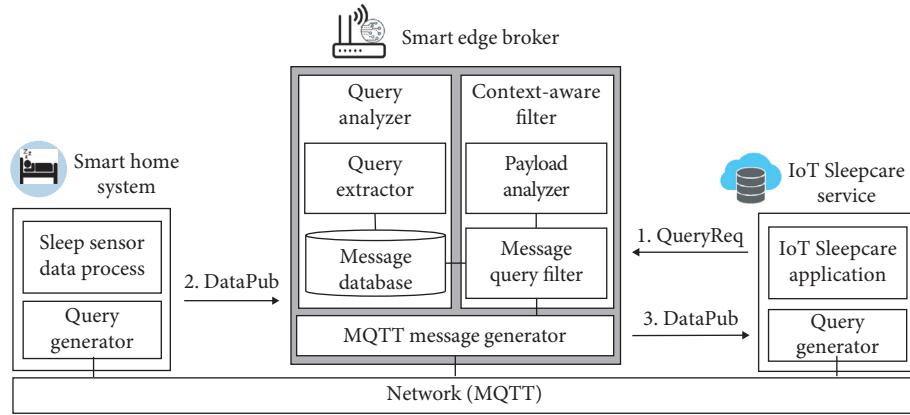 Smart edge broker
Query
analyzer
Context-aware
filter
Query
extractor
Payload
analyzer
Message
database
Message
query filter
MQTT message generator
Smart home
system
Sleep sensor
data process
Query
generator
2. DataPub
1. QueryReq
3. DataPub
IoT Sleepcare
service
IoT Sleepcare
application
Query
generator
Network (MQTT)